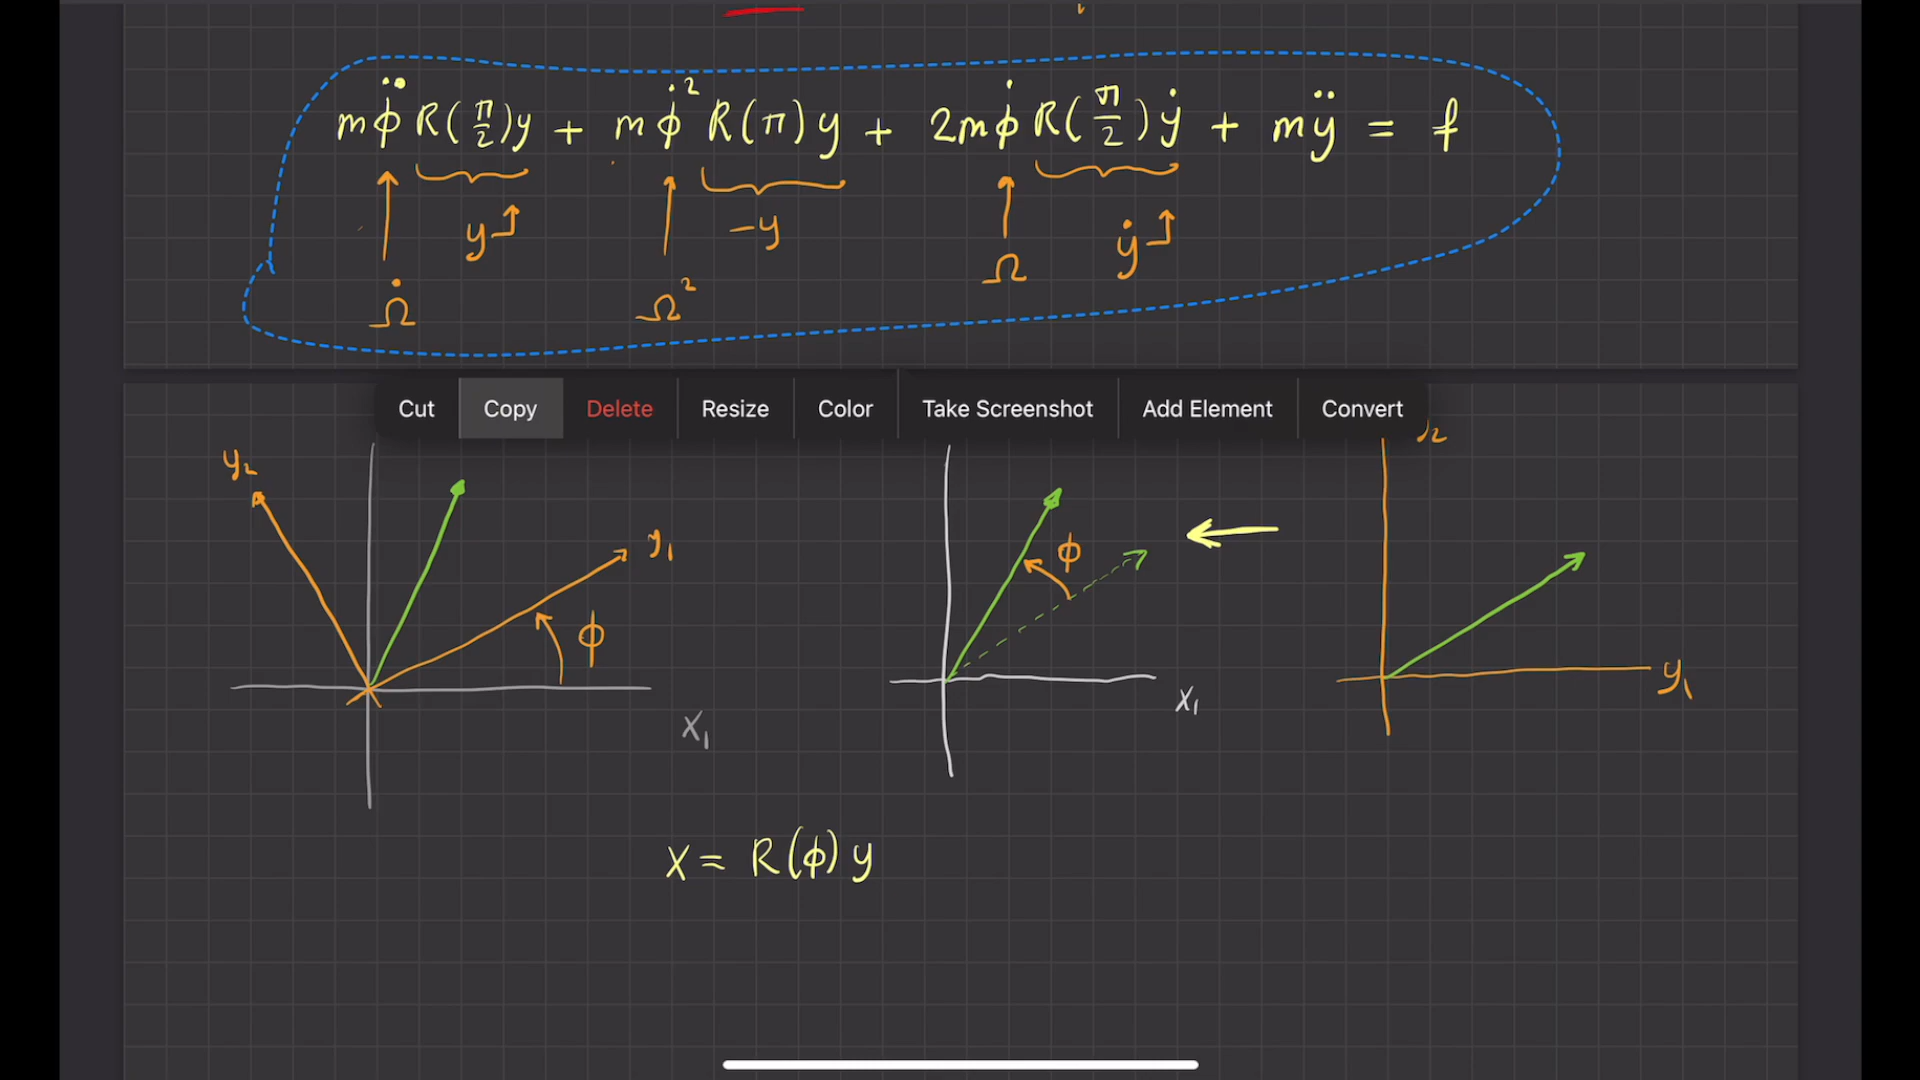 mφ̈ R(π/2)y + mφ̇² R(π)y + 2mφ̇ R(π/2)ẏ + mÿ = f
y -y ẏ
Ω̇ Ω² Ω
Cut Copy Delete Resize Color Take Screenshot Add Element Convert
y₂
y₁ φ
φ
x₁ x₁ y₁
x = R(φ) y